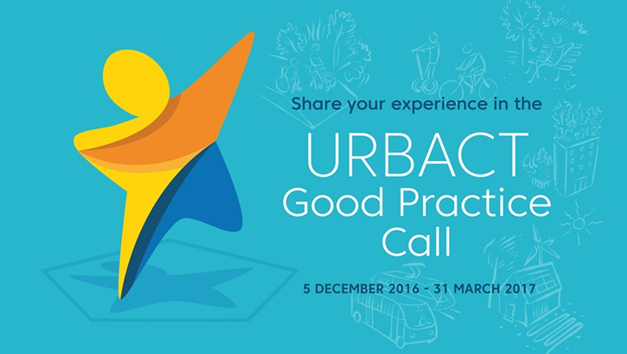 Share your experience in the
URBACT
Good Practice
Call
5 DECEMBER 2016 - 31 MARCH 2017